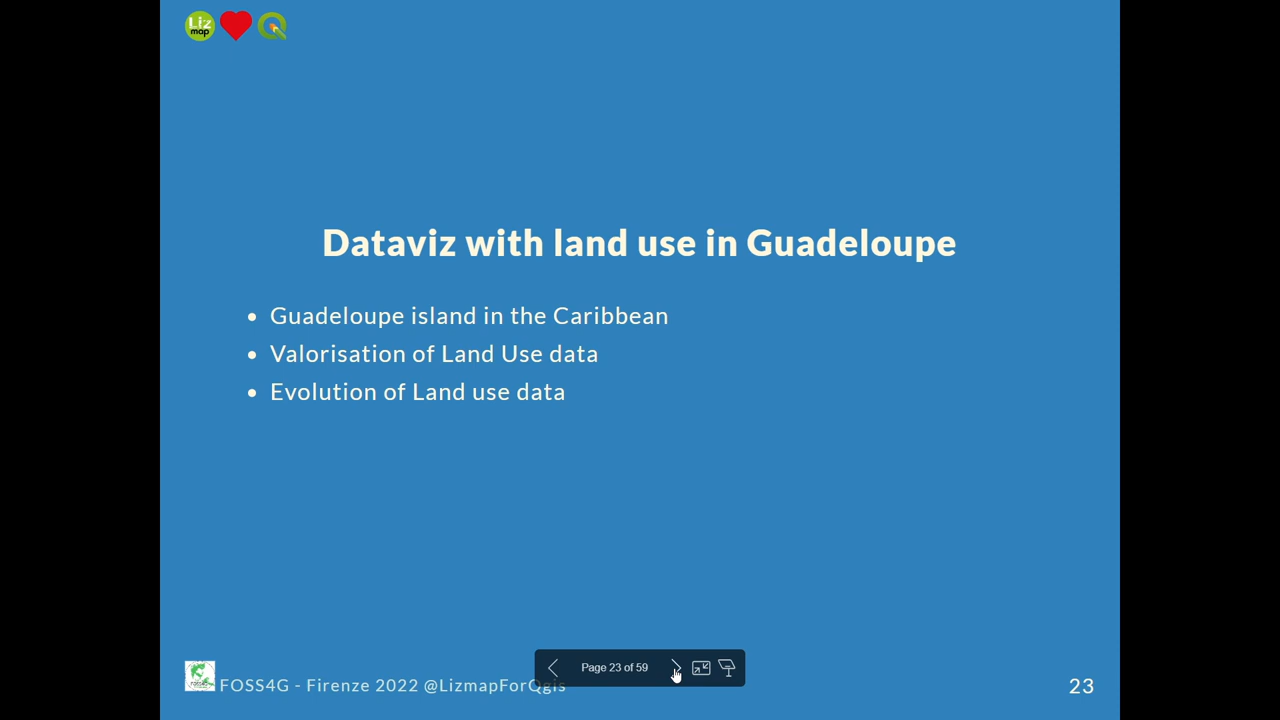 Liz
map
Dataviz with land use in Guadeloupe
• Guadeloupe island in the Caribbean
• Valorisation of Land Use data
• Evolution of Land use data
Page 23 of 59
FOSS4G
FOSS4G - Firenze 2022 @LizmapForQgis
23